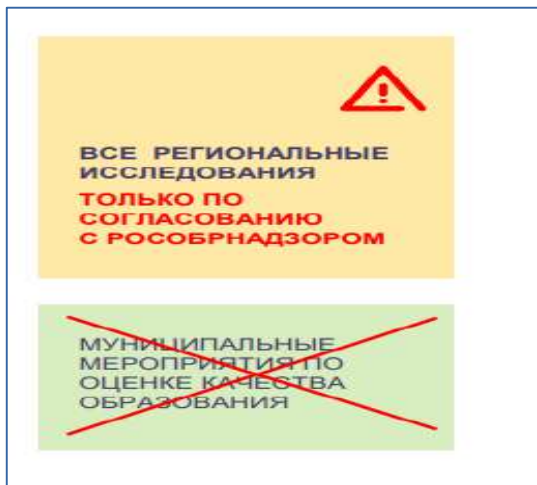 ВСЕ РЕГИОНАЛЬНЫЕ
ИССЛЕДОВАНИЯ
ТОЛЬКО ПО
СОГЛАСОВАНИЮ
С РОСОБРНАДЗОРОМ
МУНИЦИПАЛЬНЫЕ
МЕРОПРИЯТИЯ ПО
ОЦЕНКЕ КАЧЕСТВА
ОБРАЗОВАНИЯ